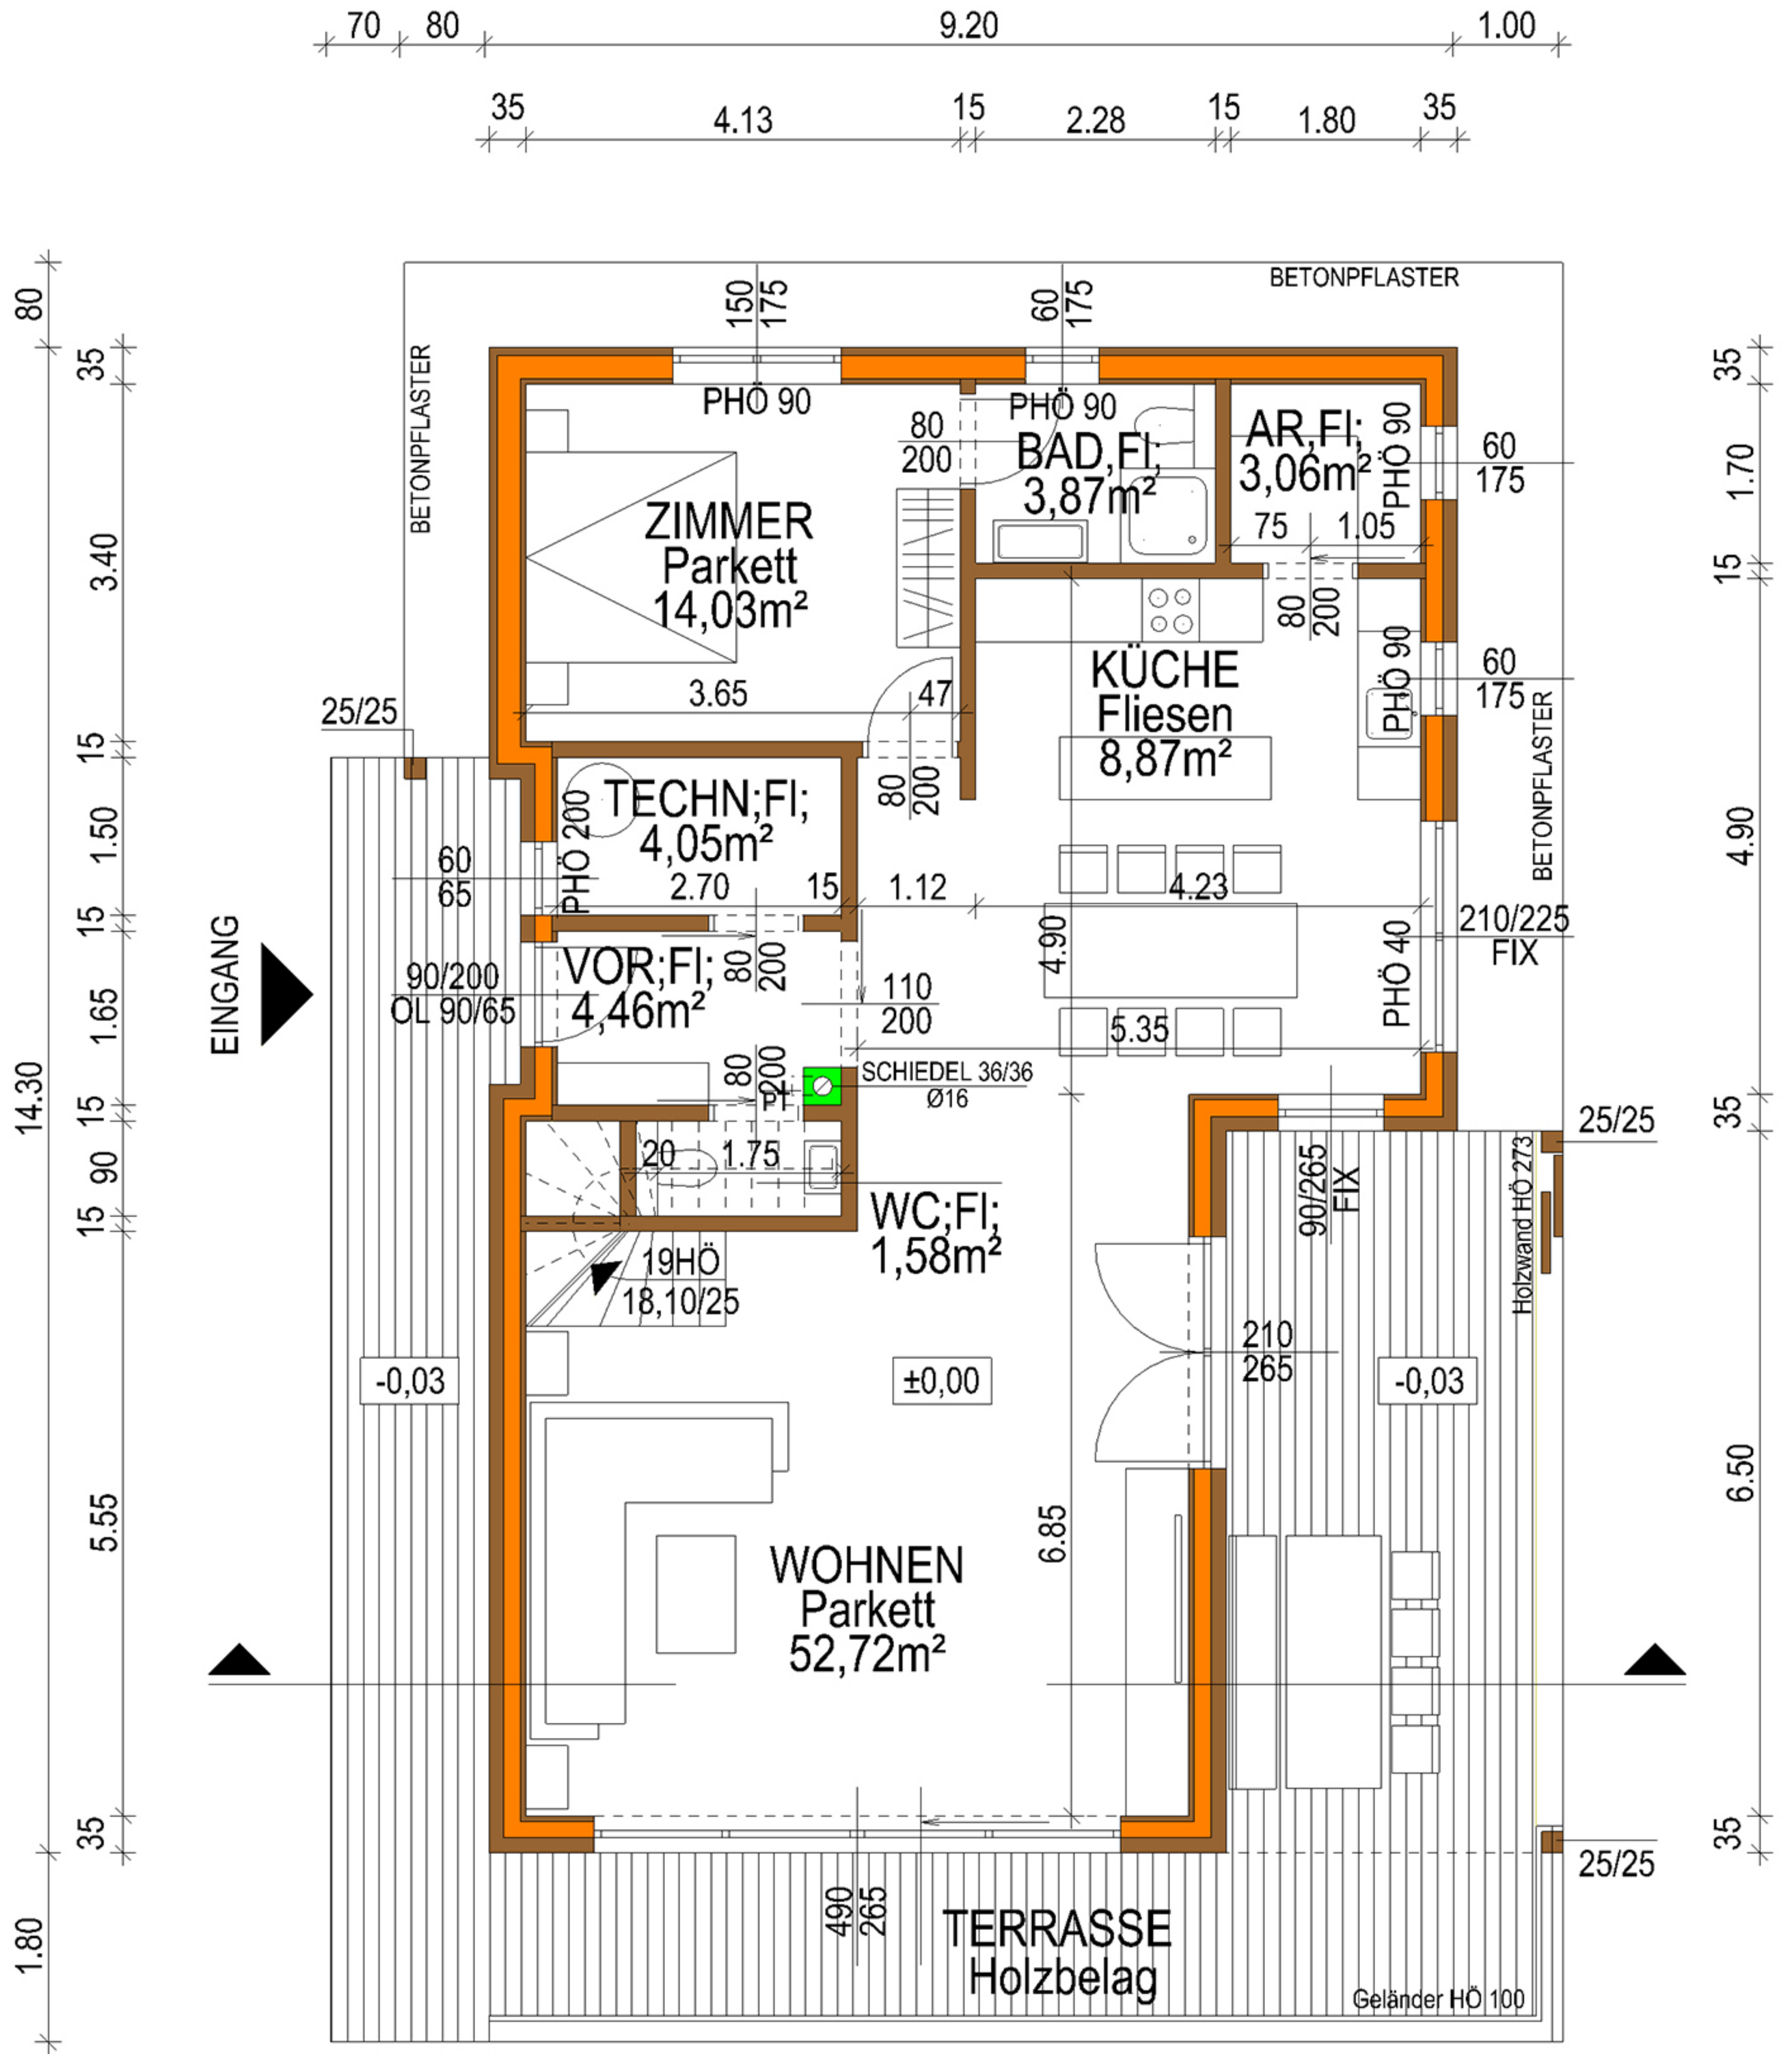 70 80 9.20 1.00
35 4.13 15 2.28 15 1.80 35
BETONPFLASTER
150
175
60
175
80
35
3.40
15
1.50
15
1.65
15
90
15
5.55
35
14.30
1.80
BETONPFLASTER
PHÖ 90
PHÖ 90
80
200
BAD,Fl;
3,87m²
AR,Fl;
3,06m²
PHÖ 90
60
175
35
1.70
15
4.90
35
6.50
35
75 1.05
ZIMMER
Parkett
14,03m²
80
200
3.65 47
KÜCHE
Fliesen
8,87m²
PHÖ 90
60
175
BETONPFLASTER
25/25
80
200
TECHN;Fl;
4,05m²
PHÖ 200
60
65
2.70 15 1.12 4.23
4.90
210/225
FIX
PHÖ 40
EINGANG
90/200
OL 90/65
VOR;Fl;
4,46m²
80
200
110
200
5.35
80
200
SCHIEDEL 36/36
Ø16
25/25
20 1.75
WC;Fl;
1,58m²
90/265
FIX
Holzwand HÖ 273
19HÖ
18,10/25
210
265
-0,03
±0,00
-0,03
6.85
WOHNEN
Parkett
52,72m²
25/25
490
265
TERRASSE
Holzbelag
Geländer HÖ 100